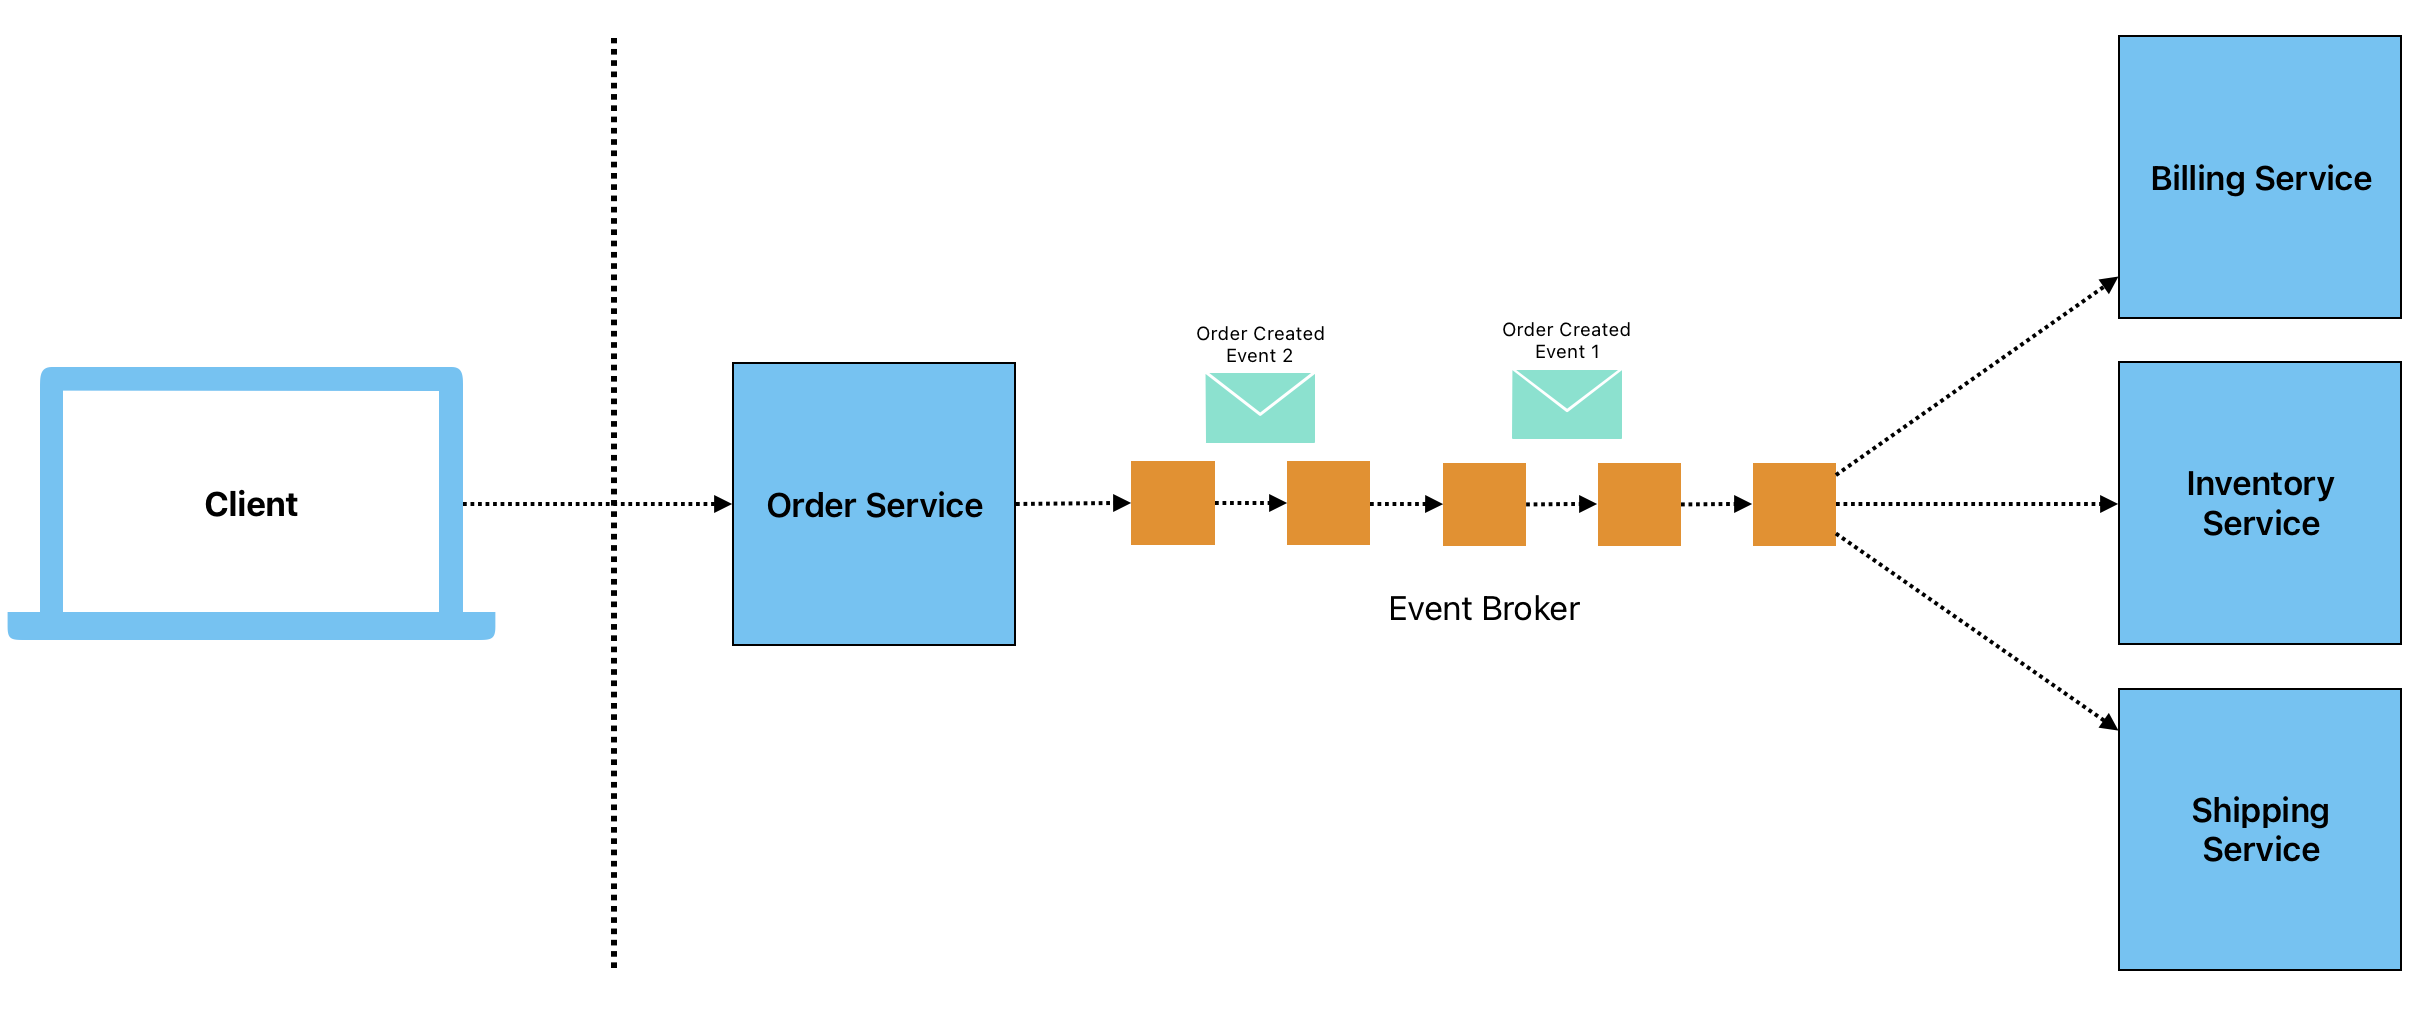 Client
Order Service
Order Created
Event 2
Order Created
Event 1
Event Broker
Billing Service
Inventory
Service
Shipping
Service